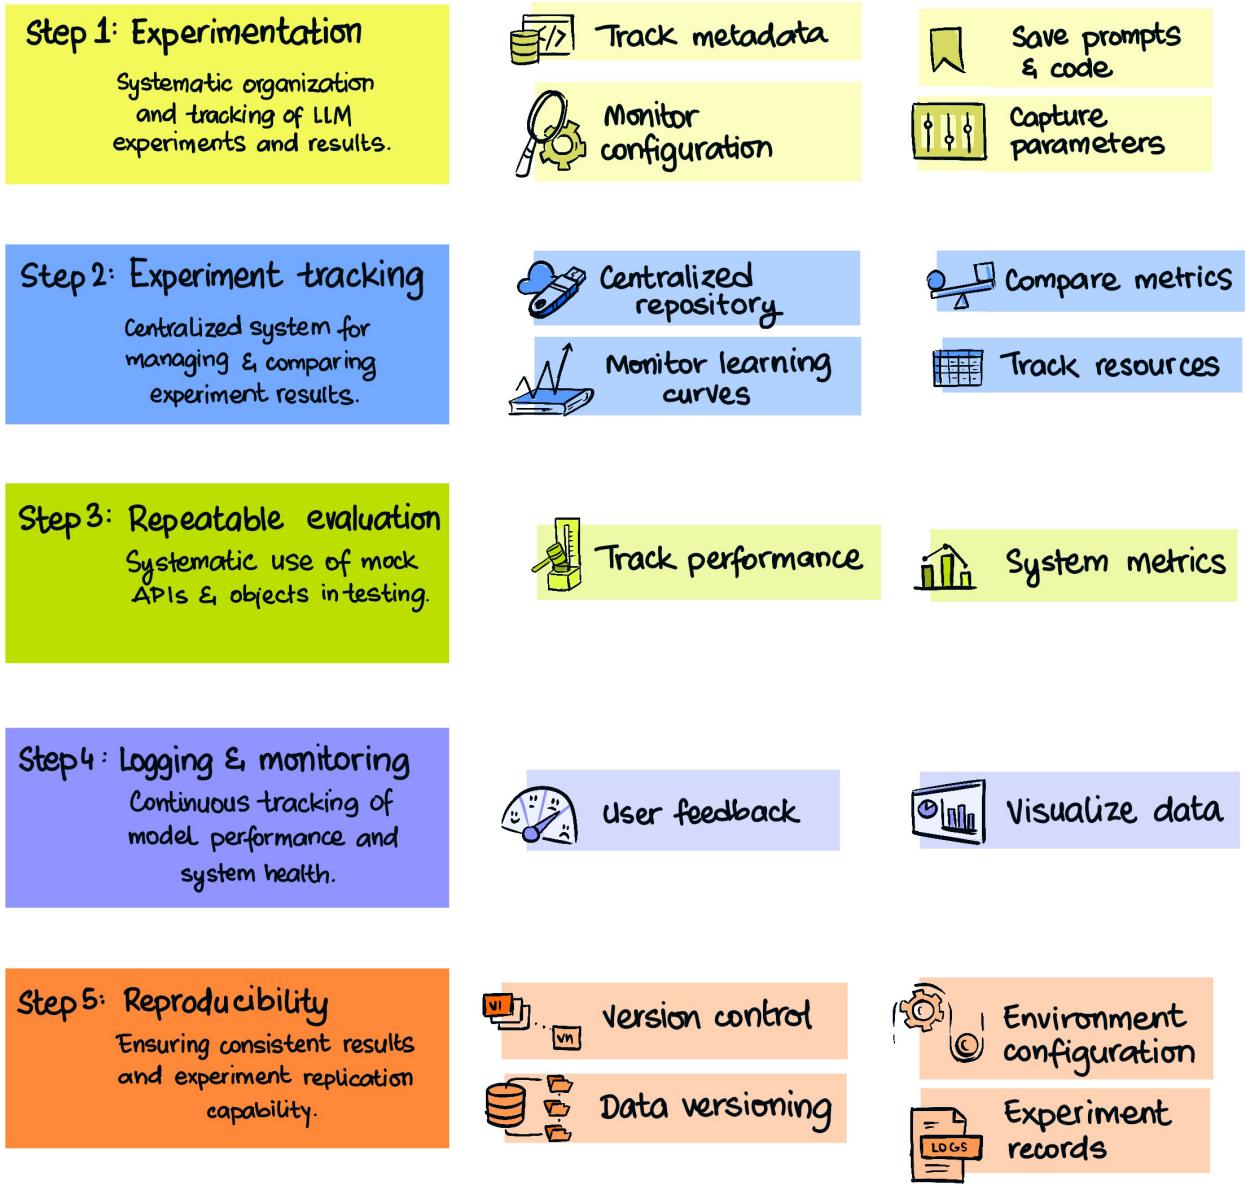 Step 1: Experimentation
Systematic organization
and tracking of LLM
experiments and results.
Track metadata
Save prompts
& code
Monitor
configuration
Capture
parameters
Step 2: Experiment tracking
Centralized system for
managing & comparing
experiment results.
Centralized
repository
Compare metrics
Monitor learning
curves
Track resources
Step 3: Repeatable evaluation
Systematic use of mock
APIs & objects in testing.
Track performance
System metrics
Step 4: Logging & monitoring
Continuous tracking of
model performance and
system health.
User feedback
Visualize data
Step 5: Reproducibility
Ensuring consistent results
and experiment replication
capability.
V1
Vn
Version control
Environment
configuration
Data versioning
LOGS
Experiment
records